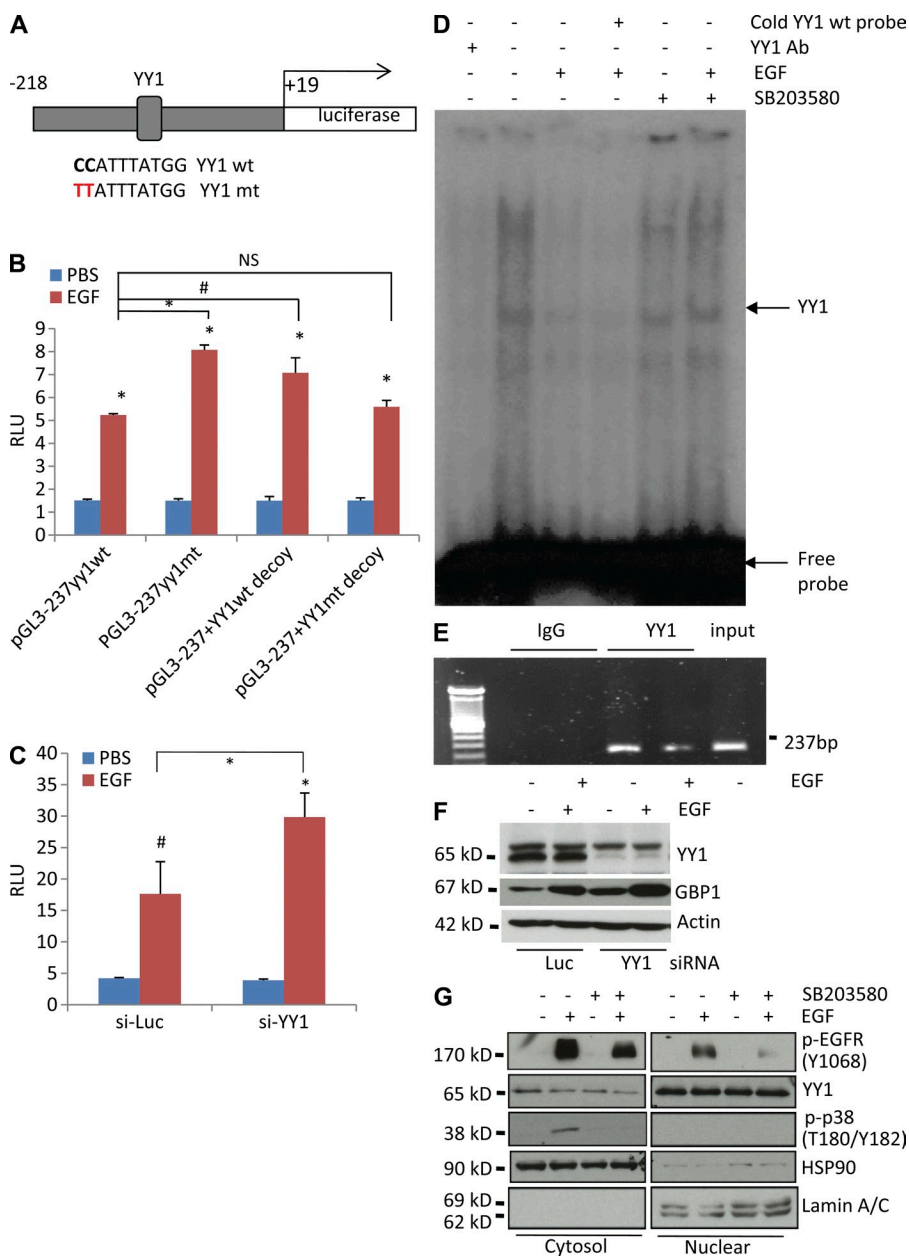 A
-218
YY1
+19
luciferase
CCATTTATGG YY1 wt
TTATTTATGG YY1 mt
B
PBS
EGF
NS
#
*
* * * *
RLU
9
8
7
6
5
4
3
2
1
0
pGL3-237yy1wt
PGL3-237yy1mt
pGL3-237+YY1wt decoy
pGL3-237+YY1mt decoy
C
PBS
EGF
*
# *
RLU
40
35
30
25
20
15
10
5
0
si-Luc si-YY1
D
- - - + - - Cold YY1 wt probe
+ - - - - - YY1 Ab
- - + + - + EGF
- - - - + + SB203580
YY1
Free
probe
E
IgG YY1 input
237bp
- + - + - EGF
F
- + - + EGF
65 kD YY1
67 kD GBP1
42 kD Actin
Luc YY1 siRNA
G
- - + + - - + + SB203580
- + - + - + - + EGF
170 kD p-EGFR
(Y1068)
65 kD YY1
38 kD p-p38
(T180/Y182)
90 kD HSP90
69 kD Lamin A/C
62 kD
Cytosol Nuclear